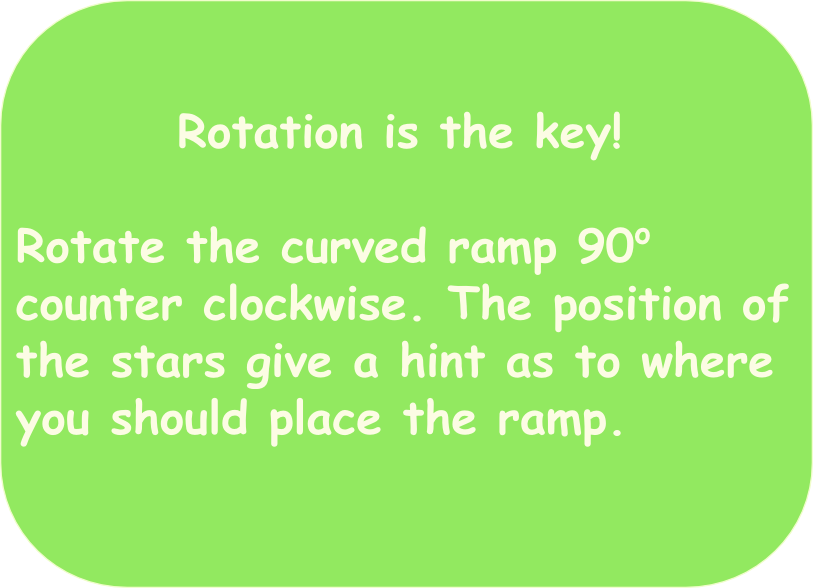 Rotation is the key!
Rotate the curved ramp 90º
counter clockwise. The position of
the stars give a hint as to where
you should place the ramp.